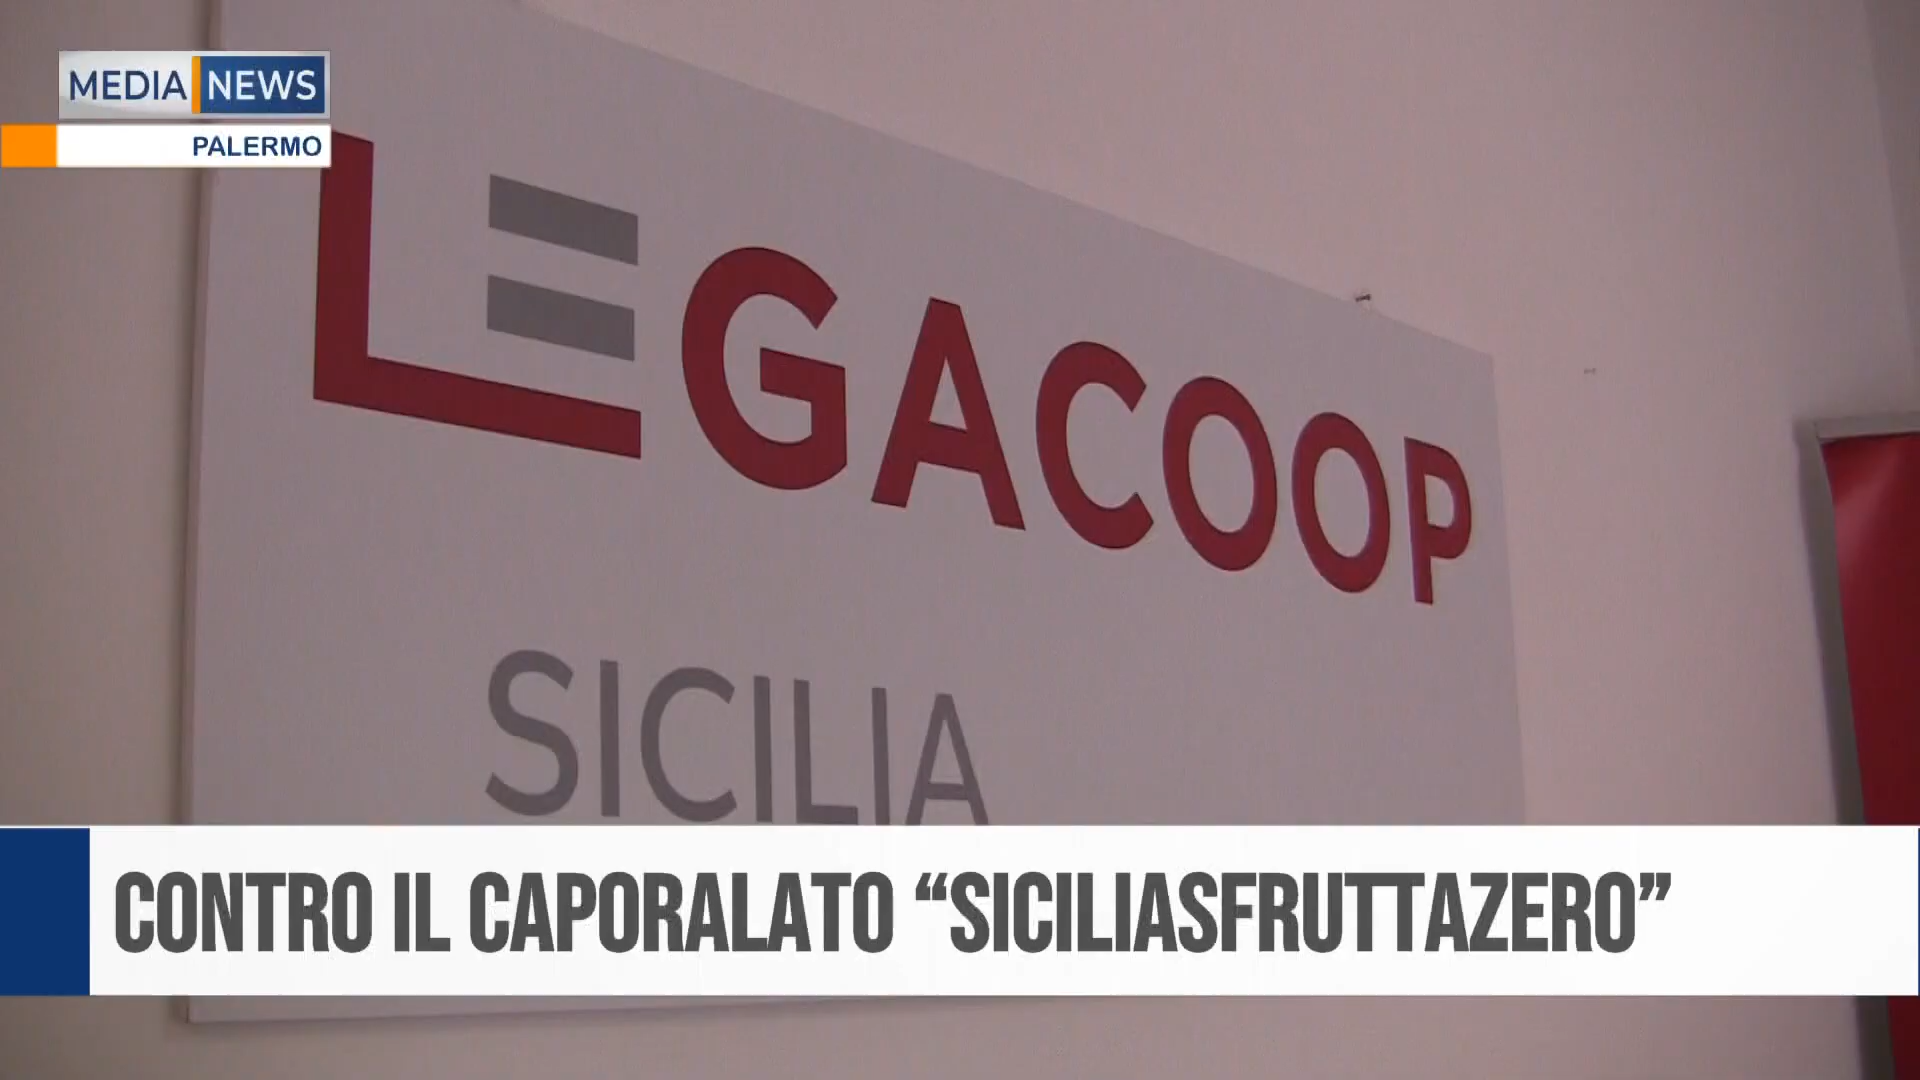 MEDIA NEWS
PALERMO
LEGACOOP
SICILIA
CONTRO IL CAPORALATO “SICILIASFRUTTAZERO”